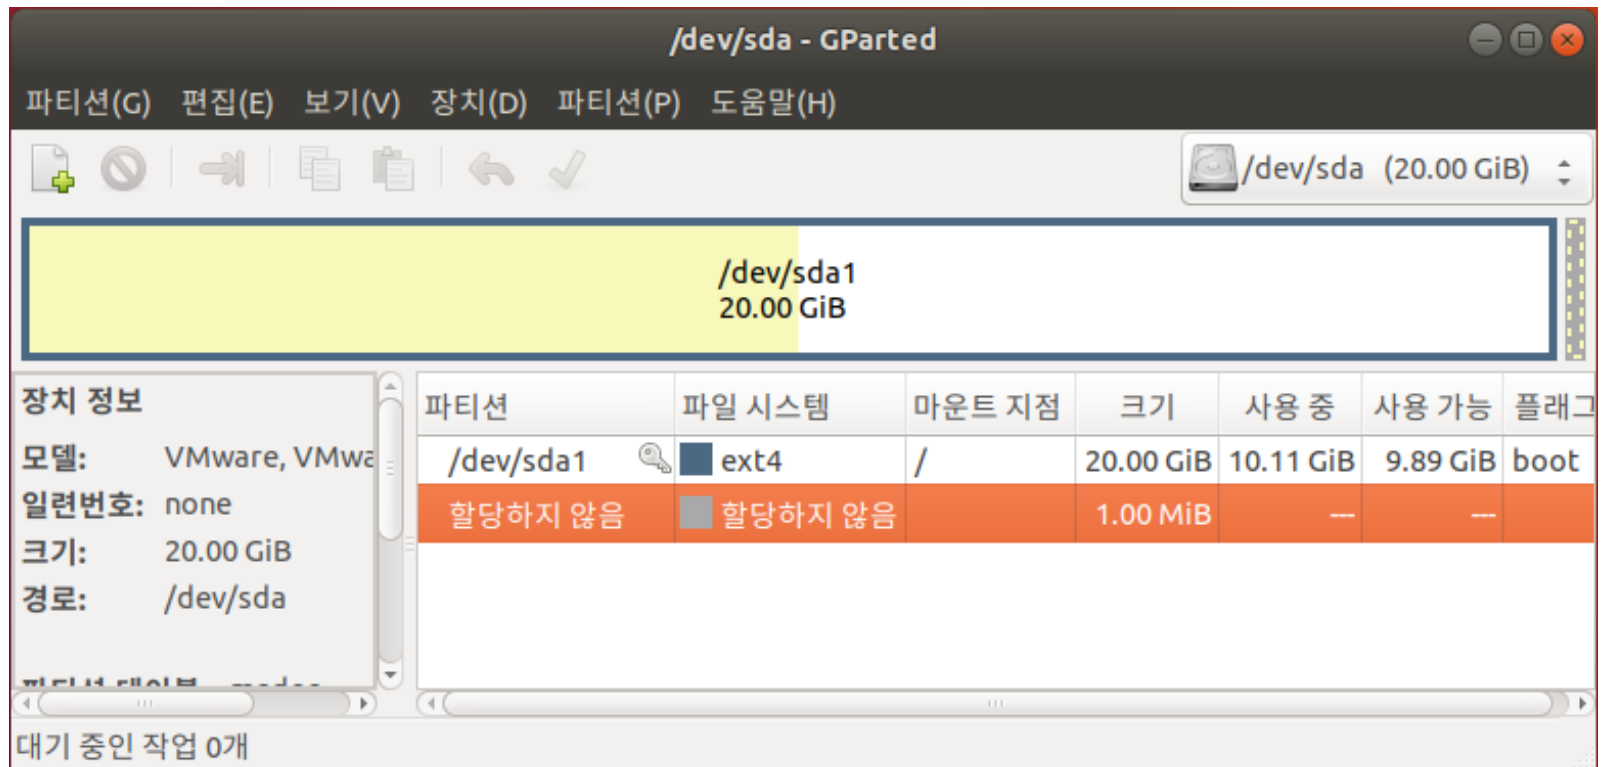 /dev/sda - GParted
파티션(G) 편집(E) 보기(V) 장치(D) 파티션(P) 도움말(H)
/dev/sda (20.00 GiB)
/dev/sda1
20.00 GiB
장치 정보
모델: VMware, VMwa
일련번호: none
크기: 20.00 GiB
경로: /dev/sda
파티션 파일 시스템 마운트 지점 크기 사용 중 사용 가능 플래그
/dev/sda1 ext4 / 20.00 GiB 10.11 GiB 9.89 GiB boot
할당하지 않음 할당하지 않음 1.00 MiB --- ---
대기 중인 작업 0개